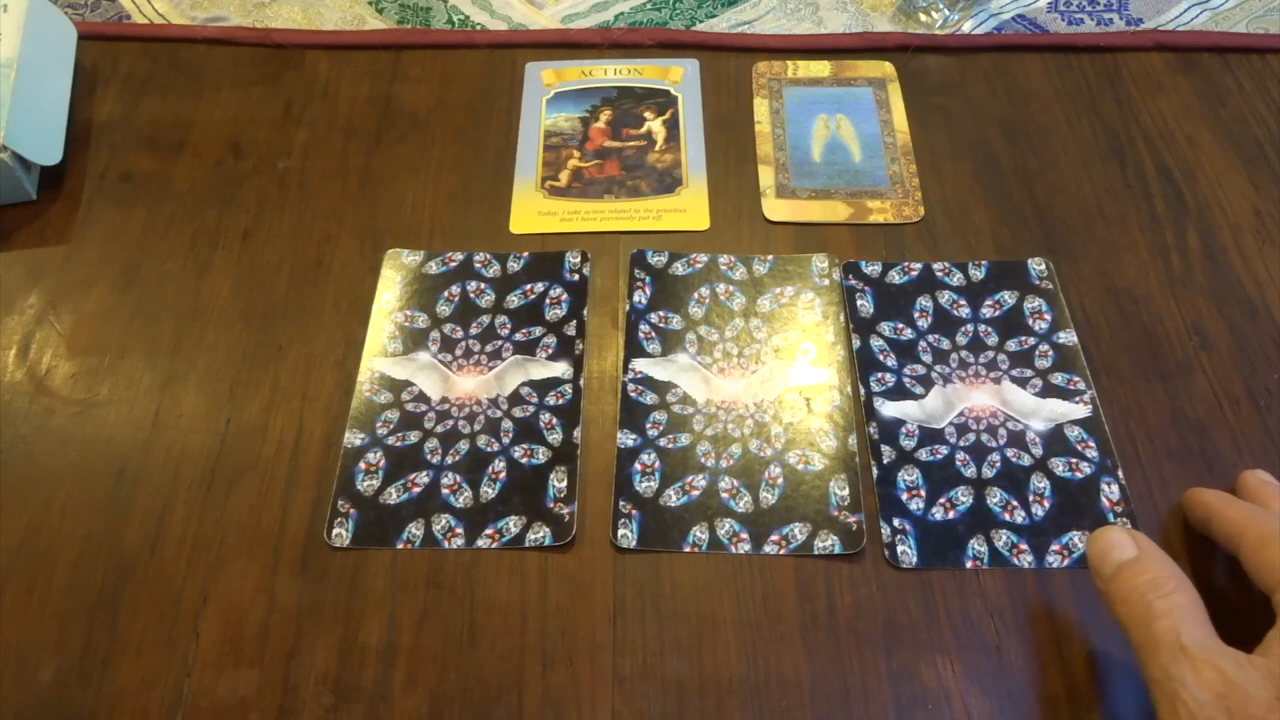 ACTION
Today, I take action related to the priorities
that I have previously put off.